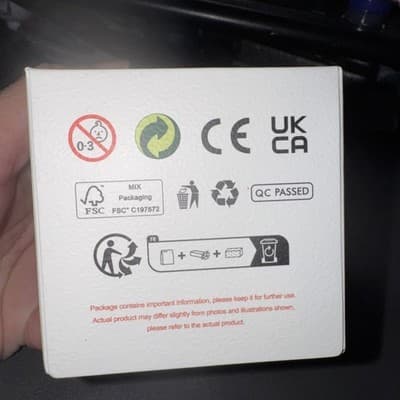 0-3
CE
UK
CA
FSC
MIX
Packaging
FSC® C197672
QC PASSED
FR
+ +
Package contains important information, please keep it for further use.
Actual product may differ slightly from photos and illustrations shown,
please refer to the actual product.